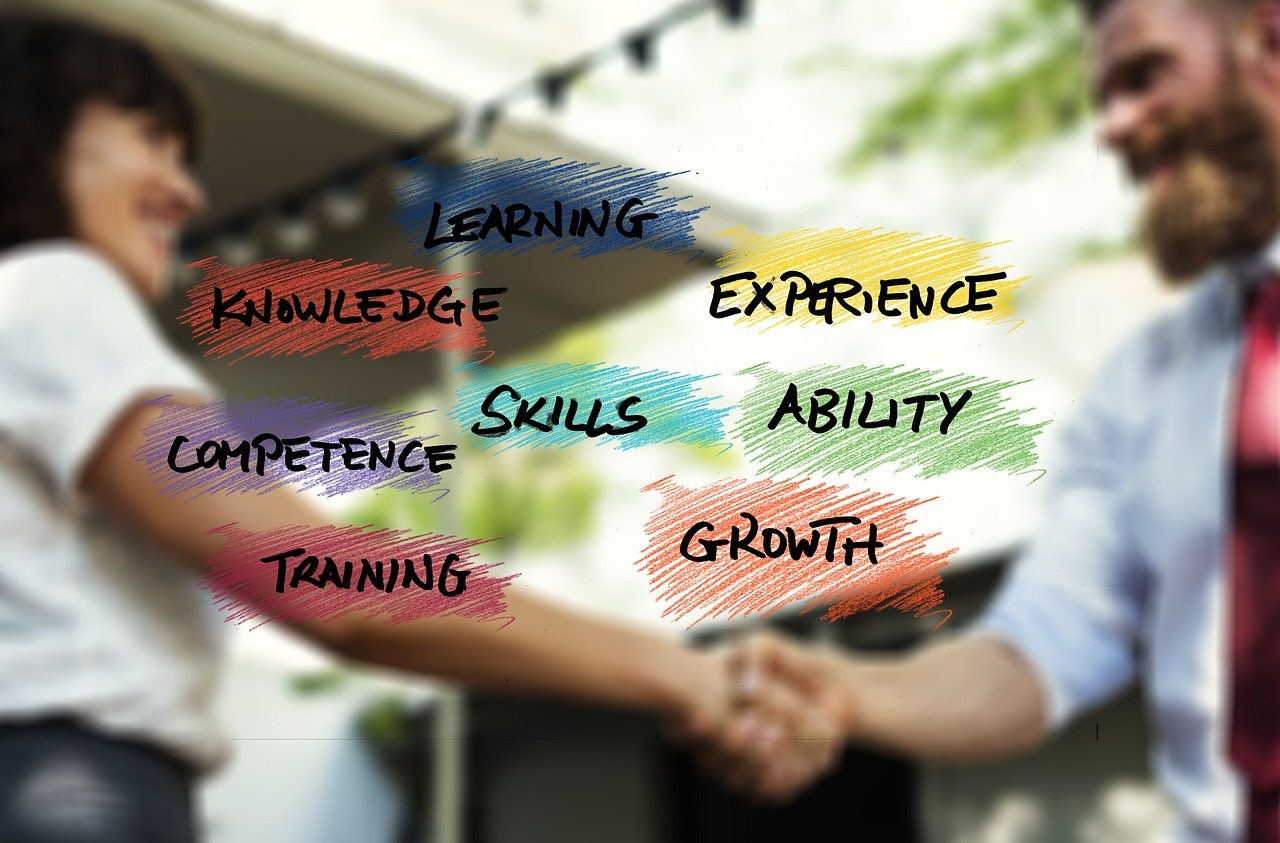 LEARNING
KNOWLEDGE
EXPERIENCE
SKILLS
ABILITY
COMPETENCE
GROWTH
TRAINING